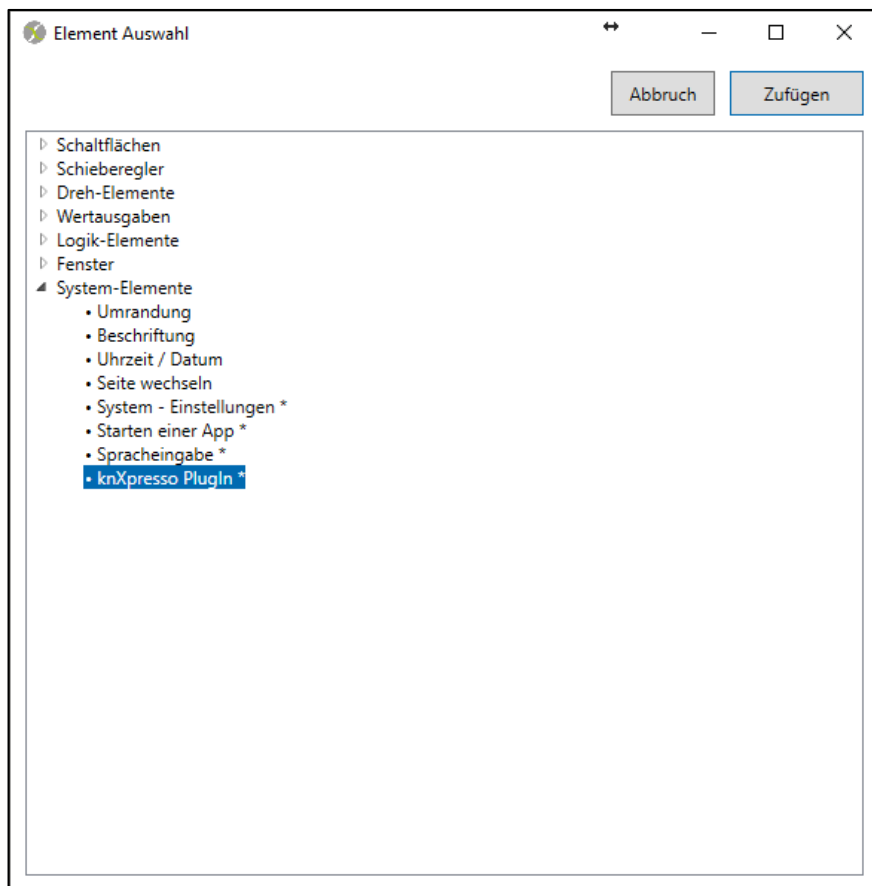 Element Auswahl
Abbruch
Zufügen
Schaltflächen
Schieberegler
Dreh-Elemente
Wertausgaben
Logik-Elemente
Fenster
System-Elemente
• Umrandung
• Beschriftung
• Uhrzeit / Datum
• Seite wechseln
• System - Einstellungen *
• Starten einer App *
• Spracheingabe *
• knXpresso PlugIn *